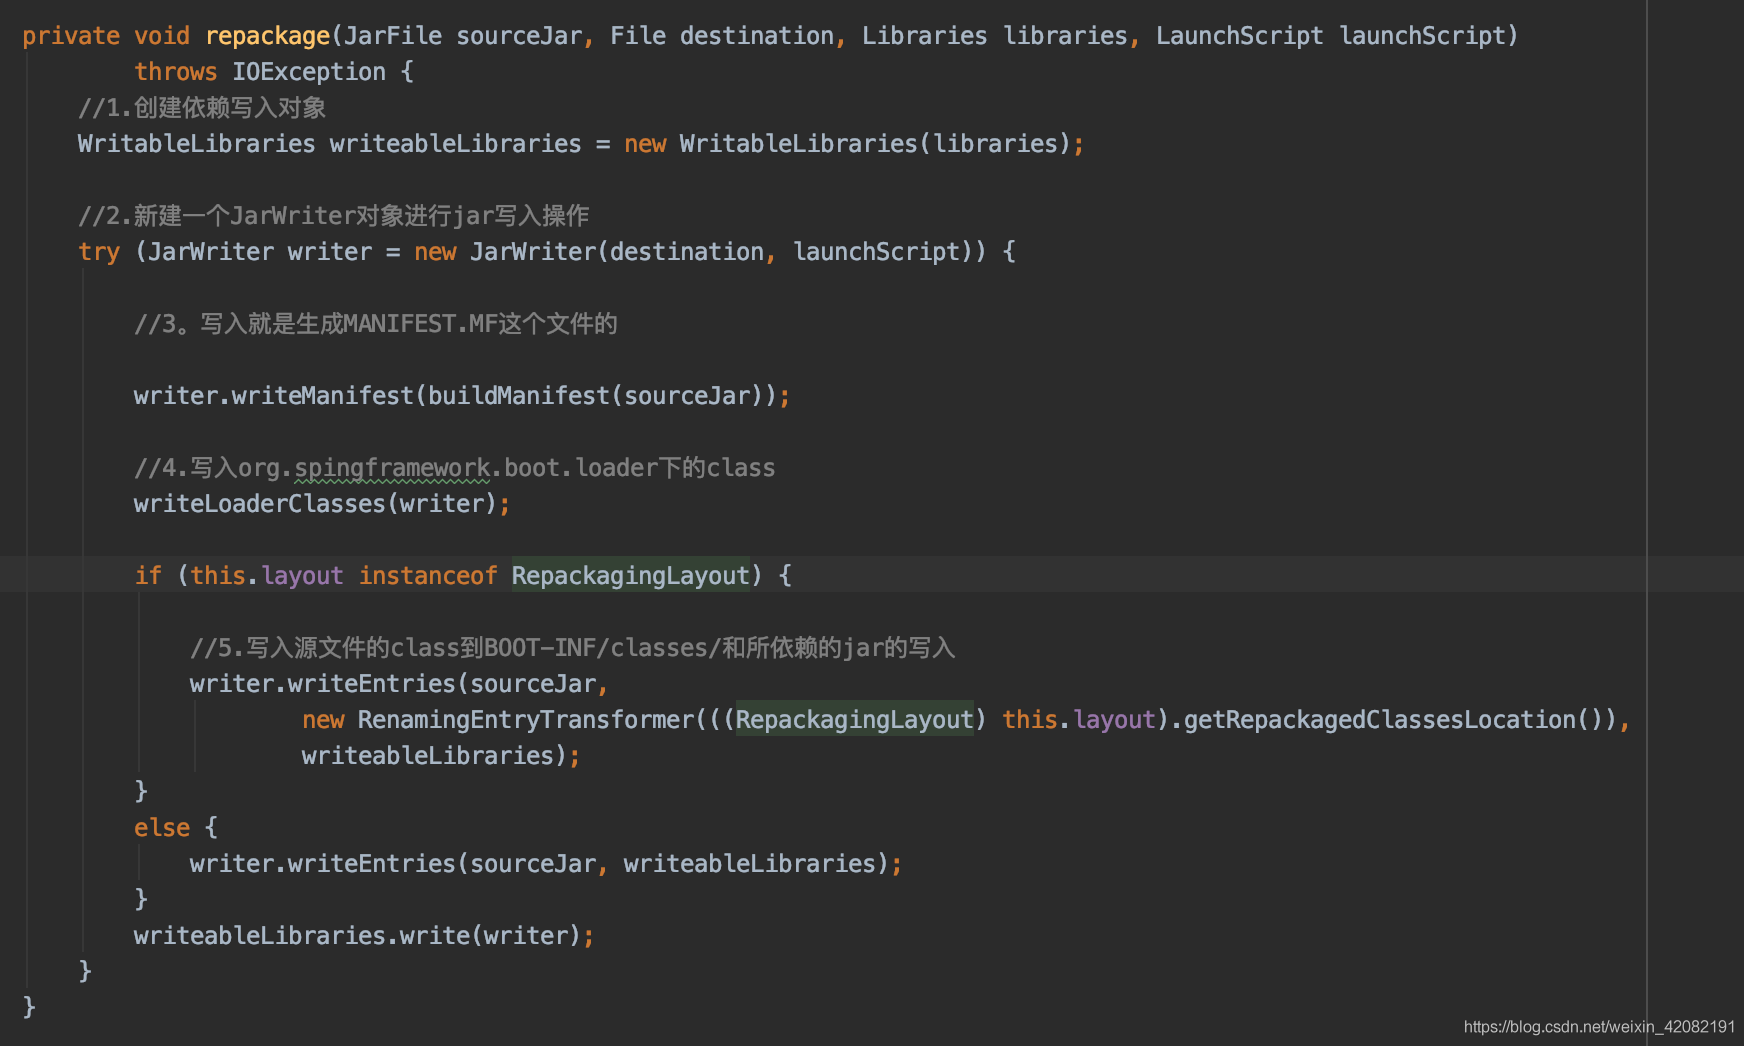 private void repackage(JarFile sourceJar, File destination, Libraries libraries, LaunchScript launchScript)
throws IOException {
//1.创建依赖写入对象
WritableLibraries writeableLibraries = new WritableLibraries(libraries);
//2.新建一个JarWriter对象进行jar写入操作
try (JarWriter writer = new JarWriter(destination, launchScript)) {
//3。写入就是生成MANIFEST.MF这个文件的
writer.writeManifest(buildManifest(sourceJar));
//4.写入org.spingframework.boot.loader下的class
writeLoaderClasses(writer);
if (this.layout instanceof RepackagingLayout) {
//5.写入源文件的class到BOOT-INF/classes/和所依赖的jar的写入
writer.writeEntries(sourceJar,
new RenamingEntryTransformer(((RepackagingLayout) this.layout).getRepackagedClassesLocation()),
writeableLibraries);
}
else {
writer.writeEntries(sourceJar, writeableLibraries);
}
writeableLibraries.write(writer);
}
}
https://blog.csdn.net/weixin_42082191